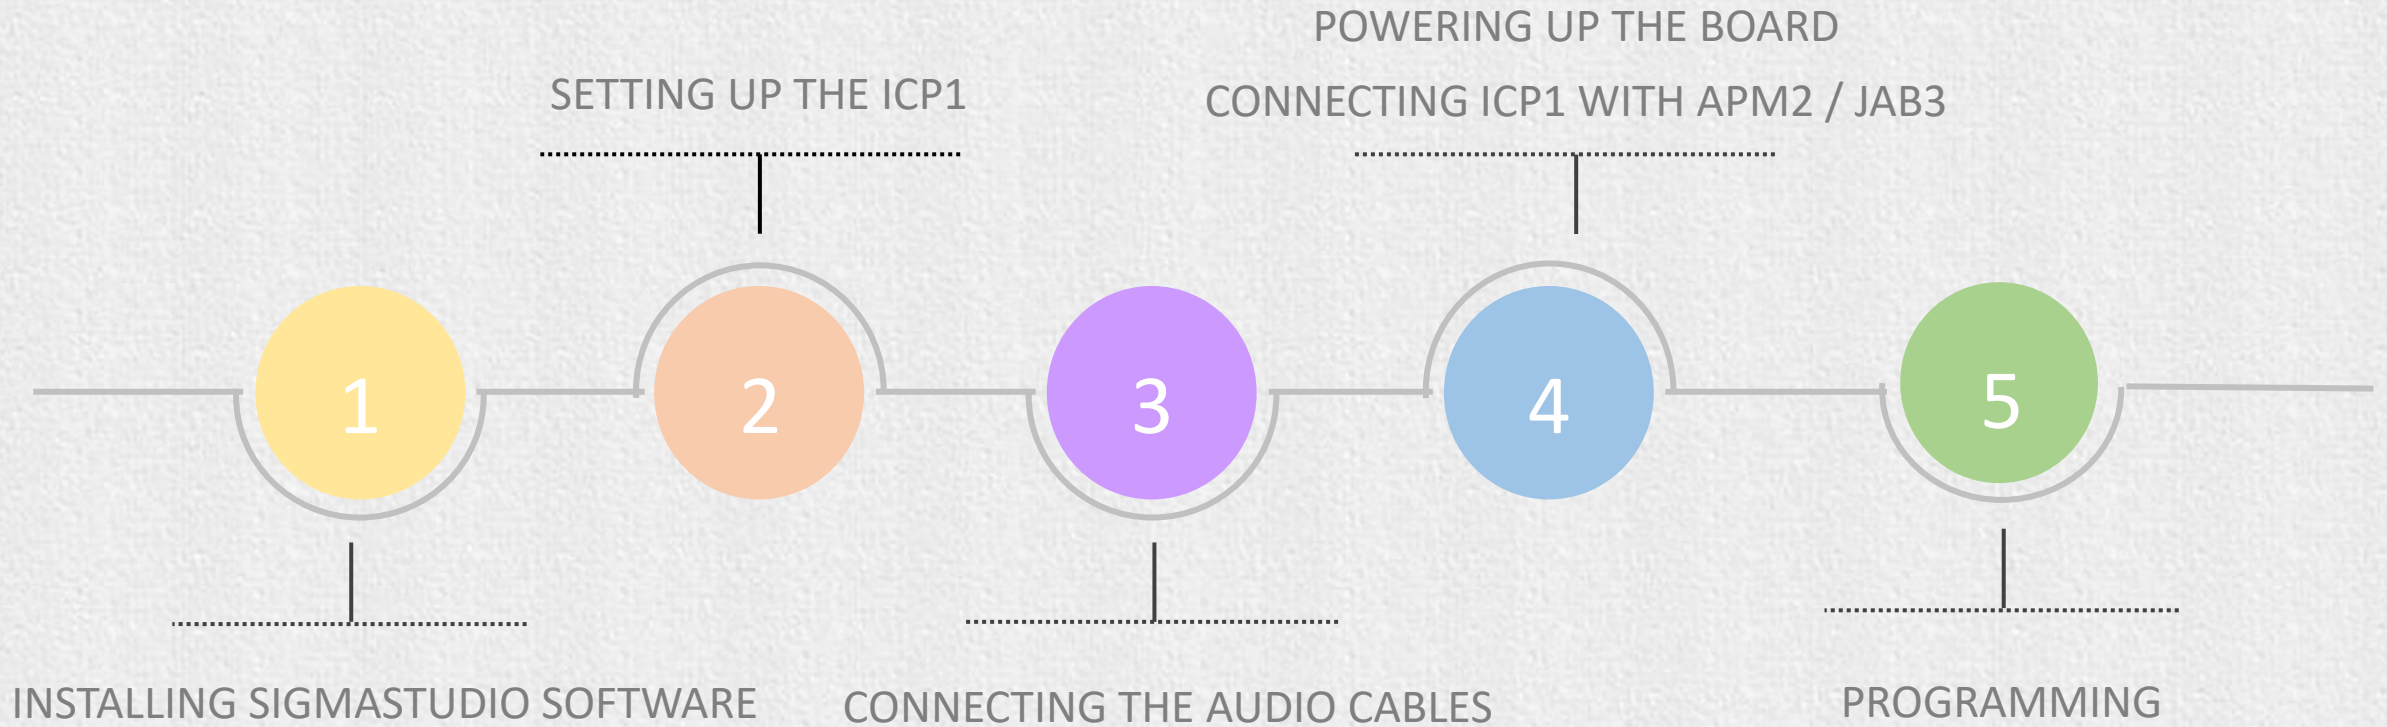 POWERING UP THE BOARD
SETTING UP THE ICP1
CONNECTING ICP1 WITH APM2 / JAB3
1
2
3
4
5
INSTALLING SIGMASTUDIO SOFTWARE
CONNECTING THE AUDIO CABLES
PROGRAMMING